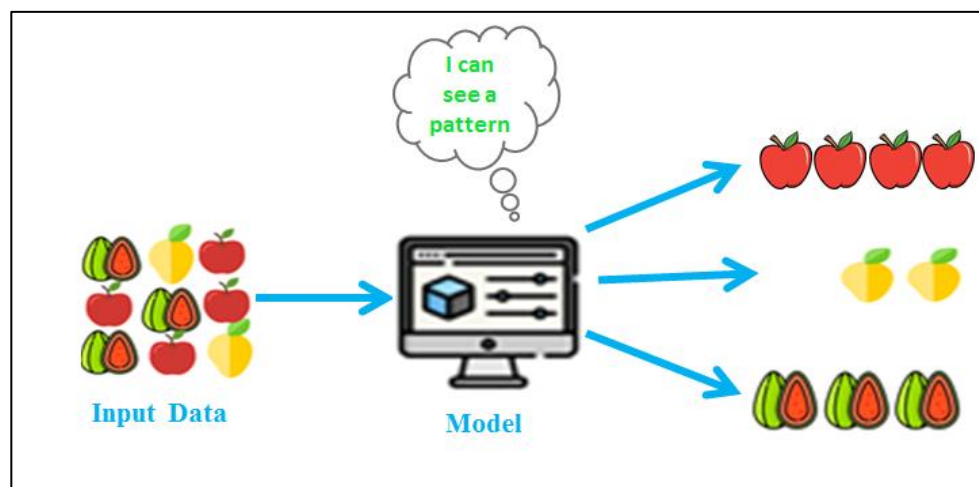 I can
see a
pattern
Input Data
Model